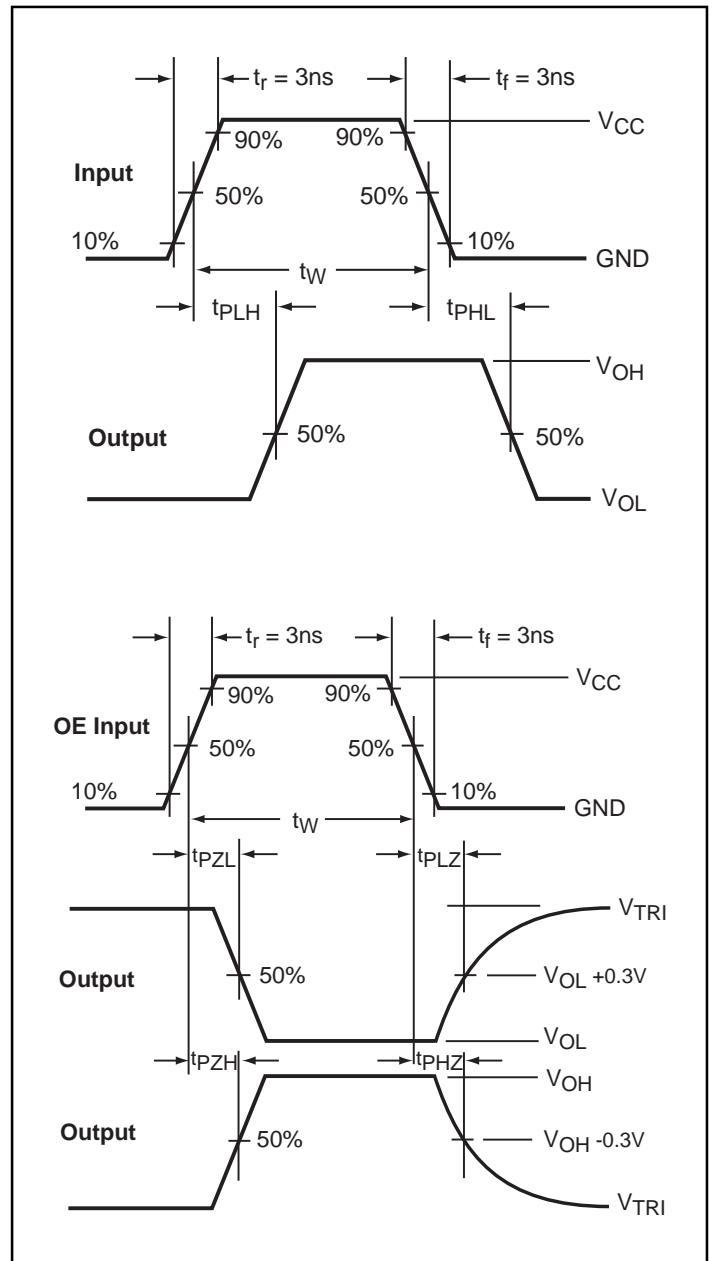 tr = 3ns tf = 3ns
VCC
90% 90%
Input
50% 50%
10% 10%
GND
tW
tPLH tPHL
VOH
Output 50% 50%
VOL
tr = 3ns tf = 3ns
VCC
90% 90%
OE Input
50% 50%
10% 10%
GND
tW
tPZL tPLZ
VTRI
Output 50% VOL +0.3V
VOL
tPZH tPHZ
VOH
Output 50% VOH -0.3V
VTRI